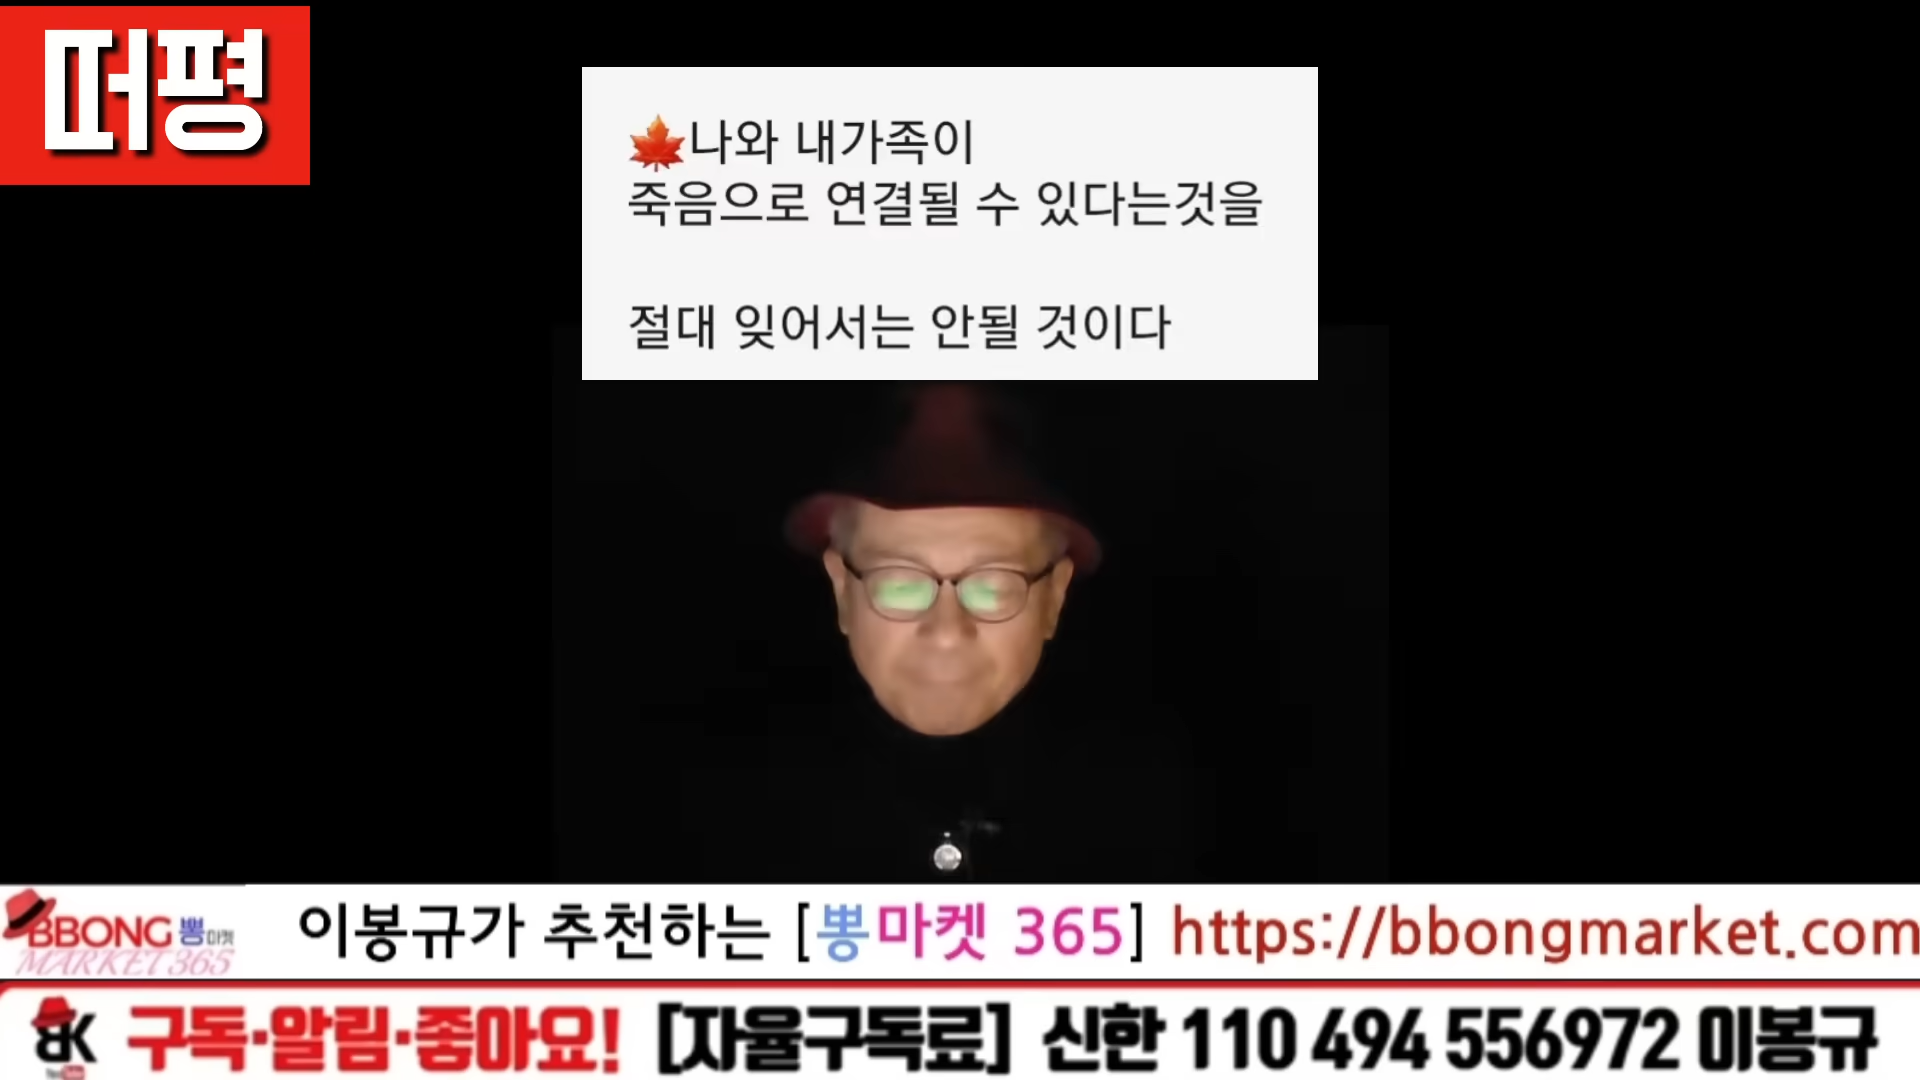 떠평
🍁나와 내가족이
죽음으로 연결될 수 있다는것을
절대 잊어서는 안될 것이다
BBONG 뽕마켓
MARKET 365
이봉규가 추천하는 [뽕마켓 365] https://bbongmarket.com
BK 구독·알림·좋아요! [자율구독료] 신한 110 494 556972 이봉규
YouTube